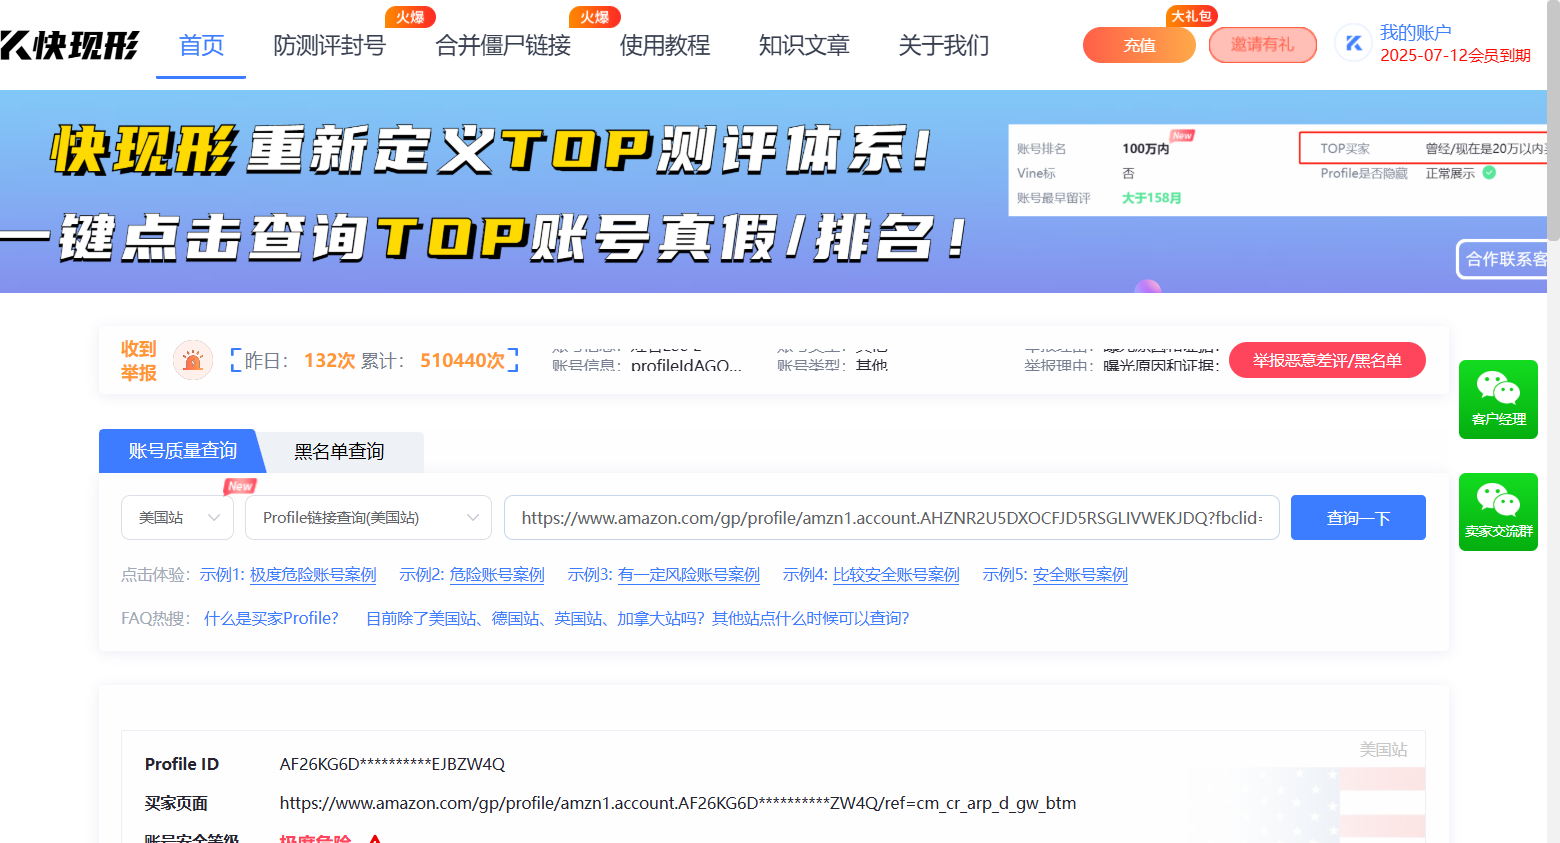 快现形
首页
防测评封号
火爆
合并僵尸链接
火爆
使用教程
知识文章
关于我们
充值
大礼包
邀请有礼
我的账户
2025-07-12会员到期
快现形重新定义TOP测评体系!
一键点击查询TOP账号真假/排名!
账号排名 100万内 New TOP买家 曾经/现在是20万以内
Vine标 否 Profile是否隐藏 正常展示
账号最早留评 大于158月
合作联系客
收到
举报
昨日: 132次 累计: 510440次
账号信息: profileIdAGO... 账号类型: 其他 举报理由: 曝光原因和证据:
举报恶意差评/黑名单
客户经理
卖家交流群
账号质量查询
黑名单查询
New
美国站
Profile链接查询(美国站)
https://www.amazon.com/gp/profile/amzn1.account.AHZNR2U5DXOCFJD5RSGLIVWEKJDQ?fbclid=
查询一下
点击体验: 示例1: 极度危险账号案例 示例2: 危险账号案例 示例3: 有一定风险账号案例 示例4: 比较安全账号案例 示例5: 安全账号案例
FAQ热搜: 什么是买家Profile? 目前除了美国站、德国站、英国站、加拿大站吗? 其他站点什么时候可以查询?
美国站
Profile ID AF26KG6D**********EJBZW4Q
买家页面 https://www.amazon.com/gp/profile/amzn1.account.AF26KG6D**********ZW4Q/ref=cm_cr_arp_d_gw_btm
账号安全等级 极度危险